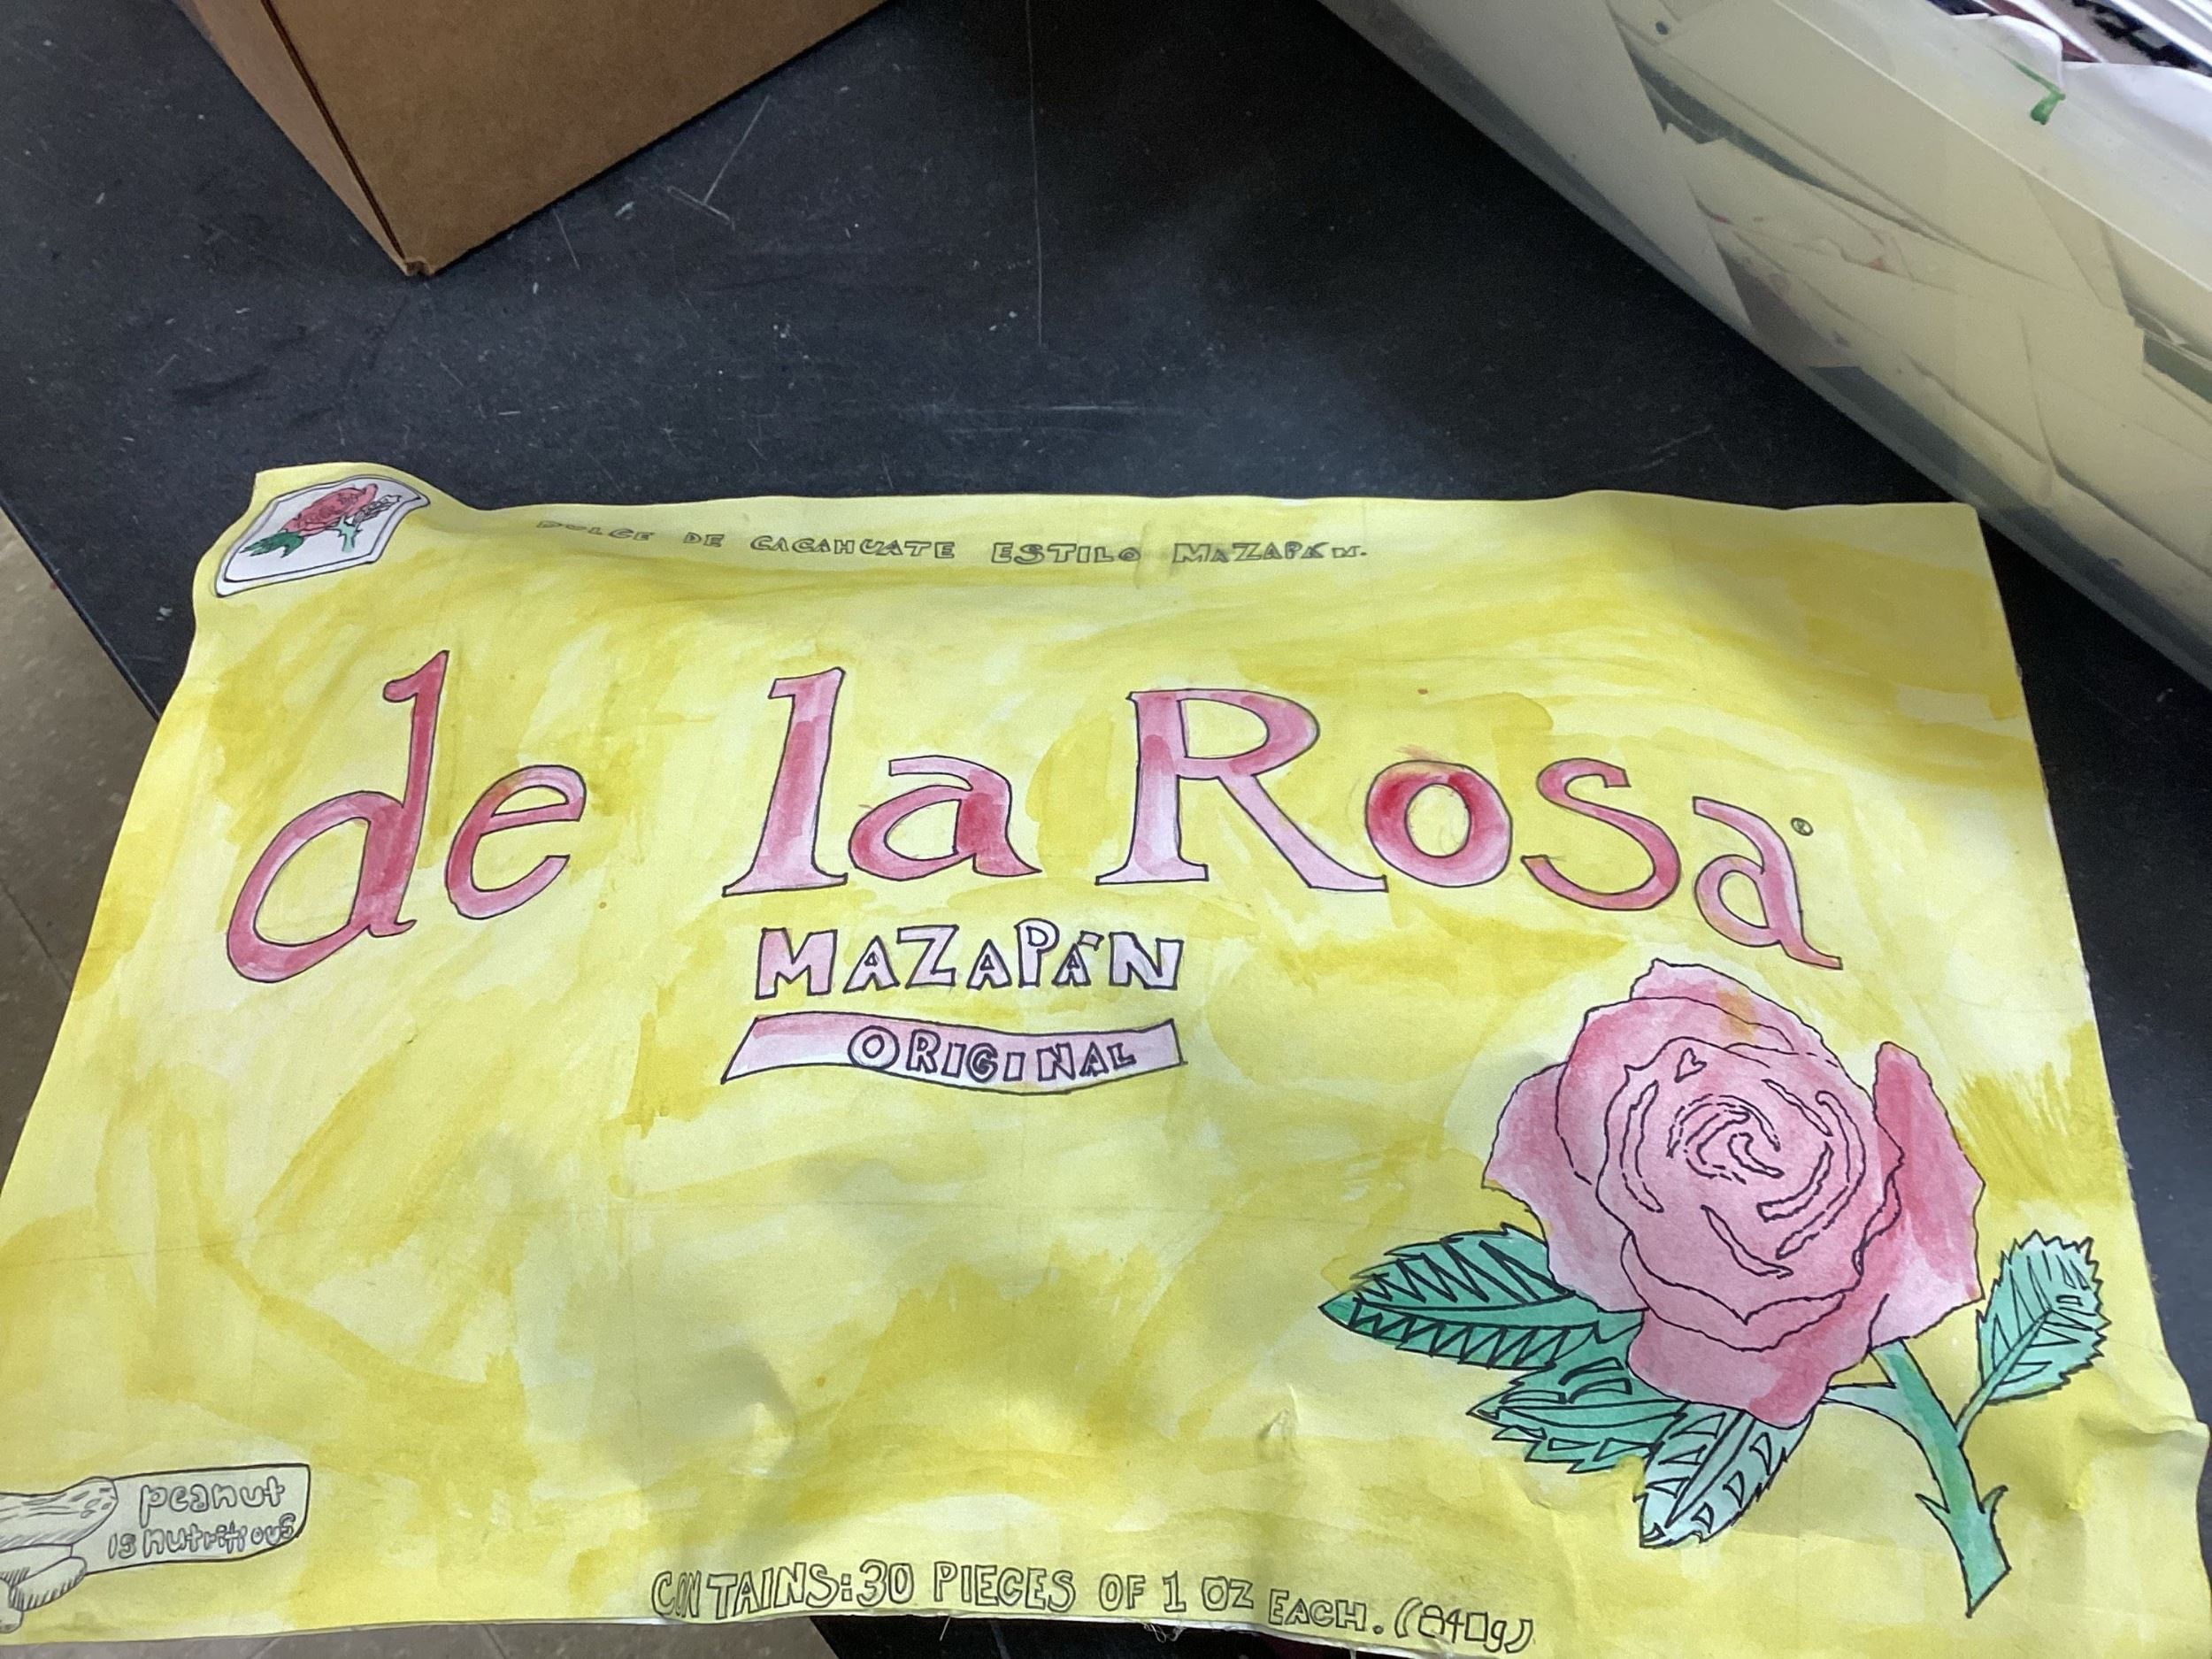 DULCE DE CACAHUATE ESTILO MAZAPÁN.
de la Rosa®
MAZAPÁN
ORIGINAL
peanut
is nutritious
CONTAINS:30 PIECES OF 1 OZ EACH. (840g)